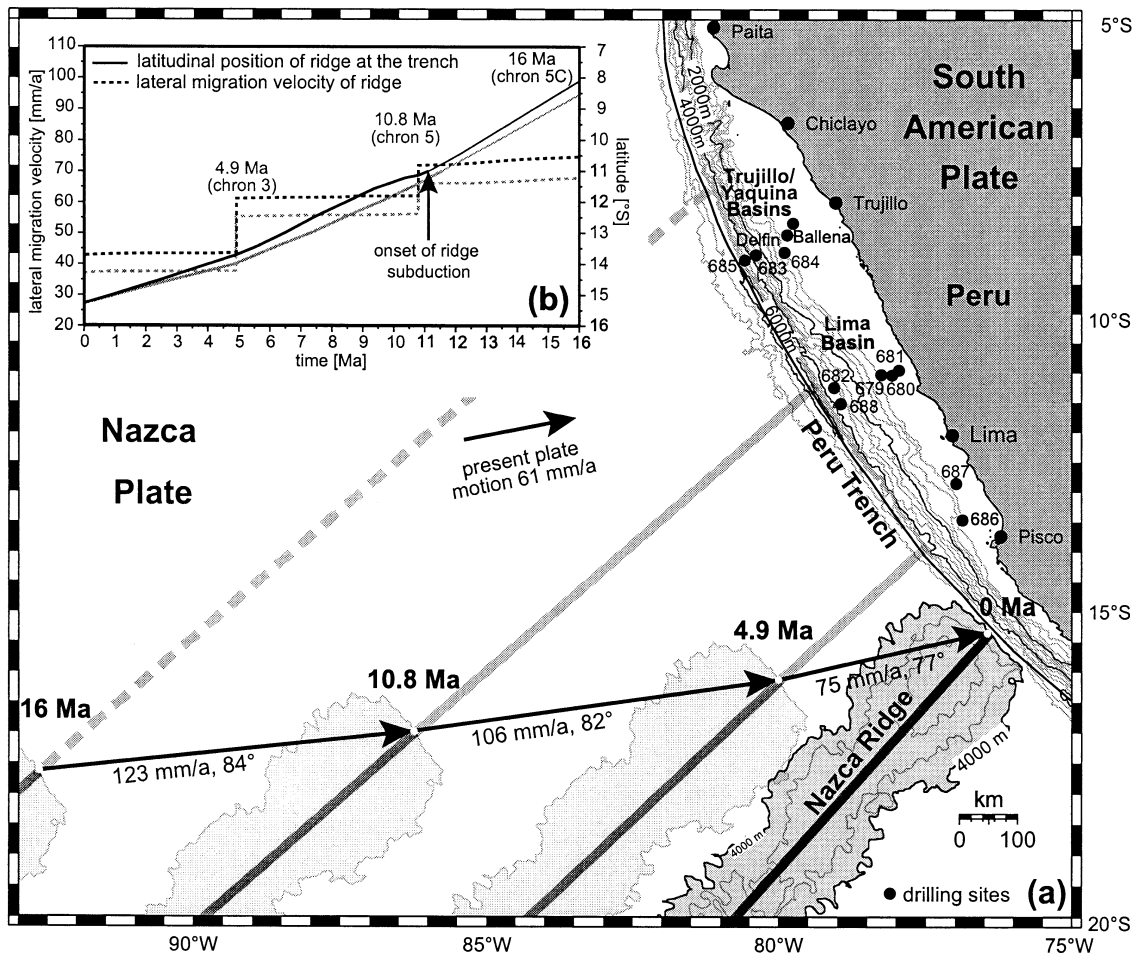 110
100
90
80
70
60
50
40
30
20
lateral migration velocity [mm/a]
latitudinal position of ridge at the trench
lateral migration velocity of ridge
16 Ma
(chron 5C)
10.8 Ma
(chron 5)
4.9 Ma
(chron 3)
onset of ridge
subduction
(b)
7
8
9
10
11
12
13
14
15
16
latitude [°S]
0 1 2 3 4 5 6 7 8 9 10 11 12 13 14 15 16
time [Ma]
5°S
Paita
2000m
4000m
South
American
Plate
Chiclayo
Trujillo/
Yaquina
Basins
Trujillo
Delfin
Ballena
685
683
684
Peru
6000m
10°S
Lima
Basin
681
682
679
680
688
Nazca
Plate
present plate
motion 61 mm/a
Peru Trench
Lima
687
686
Pisco
0 Ma
15°S
4.9 Ma
75 mm/a, 77°
10.8 Ma
106 mm/a, 82°
16 Ma
123 mm/a, 84°
Nazca Ridge
4000 m
4000 m
km
0 100
drilling sites
(a)
20°S
90°W
85°W
80°W
75°W